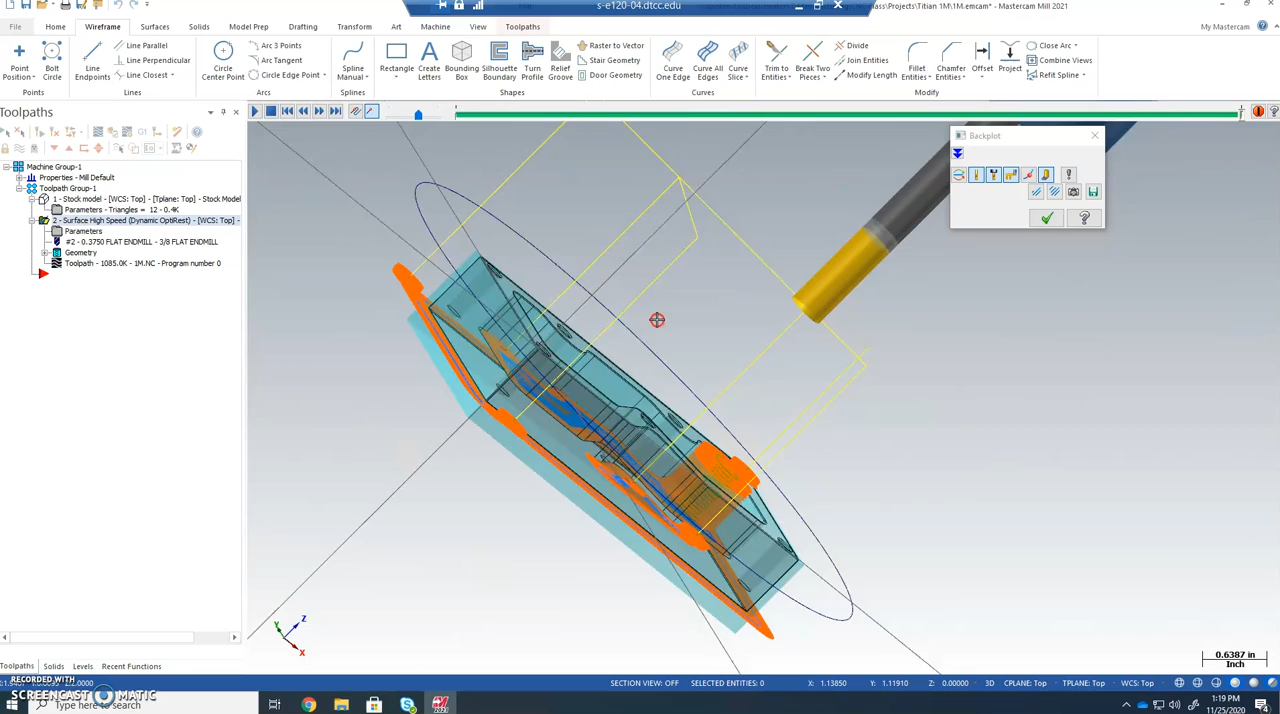 s-e120-04.dtcc.edu
lass\Projects\Titian 1M\1M.emcam* - Mastercam Mill 2021
File Home Wireframe Surfaces Solids Model Prep Drafting Transform Art Machine View Toolpaths My Mastercam
Point Position
Bolt Circle
Points
Line Endpoints
Line Parallel
Line Perpendicular
Line Closest
Lines
Circle Center Point
Arc 3 Points
Arc Tangent
Circle Edge Point
Arcs
Spline Manual
Splines
Rectangle
Create Letters
Bounding Box
Silhouette Boundary
Turn Profile
Relief Groove
Raster to Vector
Stair Geometry
Door Geometry
Shapes
Curve One Edge
Curve All Edges
Curve Slice
Curves
Trim to Entities
Break Two Pieces
Divide
Join Entities
Modify Length
Fillet Entities
Chamfer Entities
Offset
Project
Close Arc
Combine Views
Refit Spline
Modify
Toolpaths
G1
Machine Group-1
Properties - Mill Default
Toolpath Group-1
1 - Stock model - [WCS: Top] - [Tplane: Top] - Stock Model
Parameters - Triangles = 12 - 0.4K
2 - Surface High Speed (Dynamic OptiRest) - [WCS: Top] -
Parameters
#2 - 0.3750 FLAT ENDMILL - 3/8 FLAT ENDMILL
Geometry
Toolpath - 1085.0K - 1M.NC - Program number 0
Backplot
Z
Y
X
0.6387 in
Inch
Toolpaths Solids Levels Recent Functions
SECTION VIEW: OFF SELECTED ENTITIES: 0 X: 1.13850 Y: 1.11910 Z: 0.00000 3D CPLANE: Top TPLANE: Top WCS: Top
RECORDED WITH
SCREENCAST MATIC
Type here to search
1:19 PM
11/25/2020
4